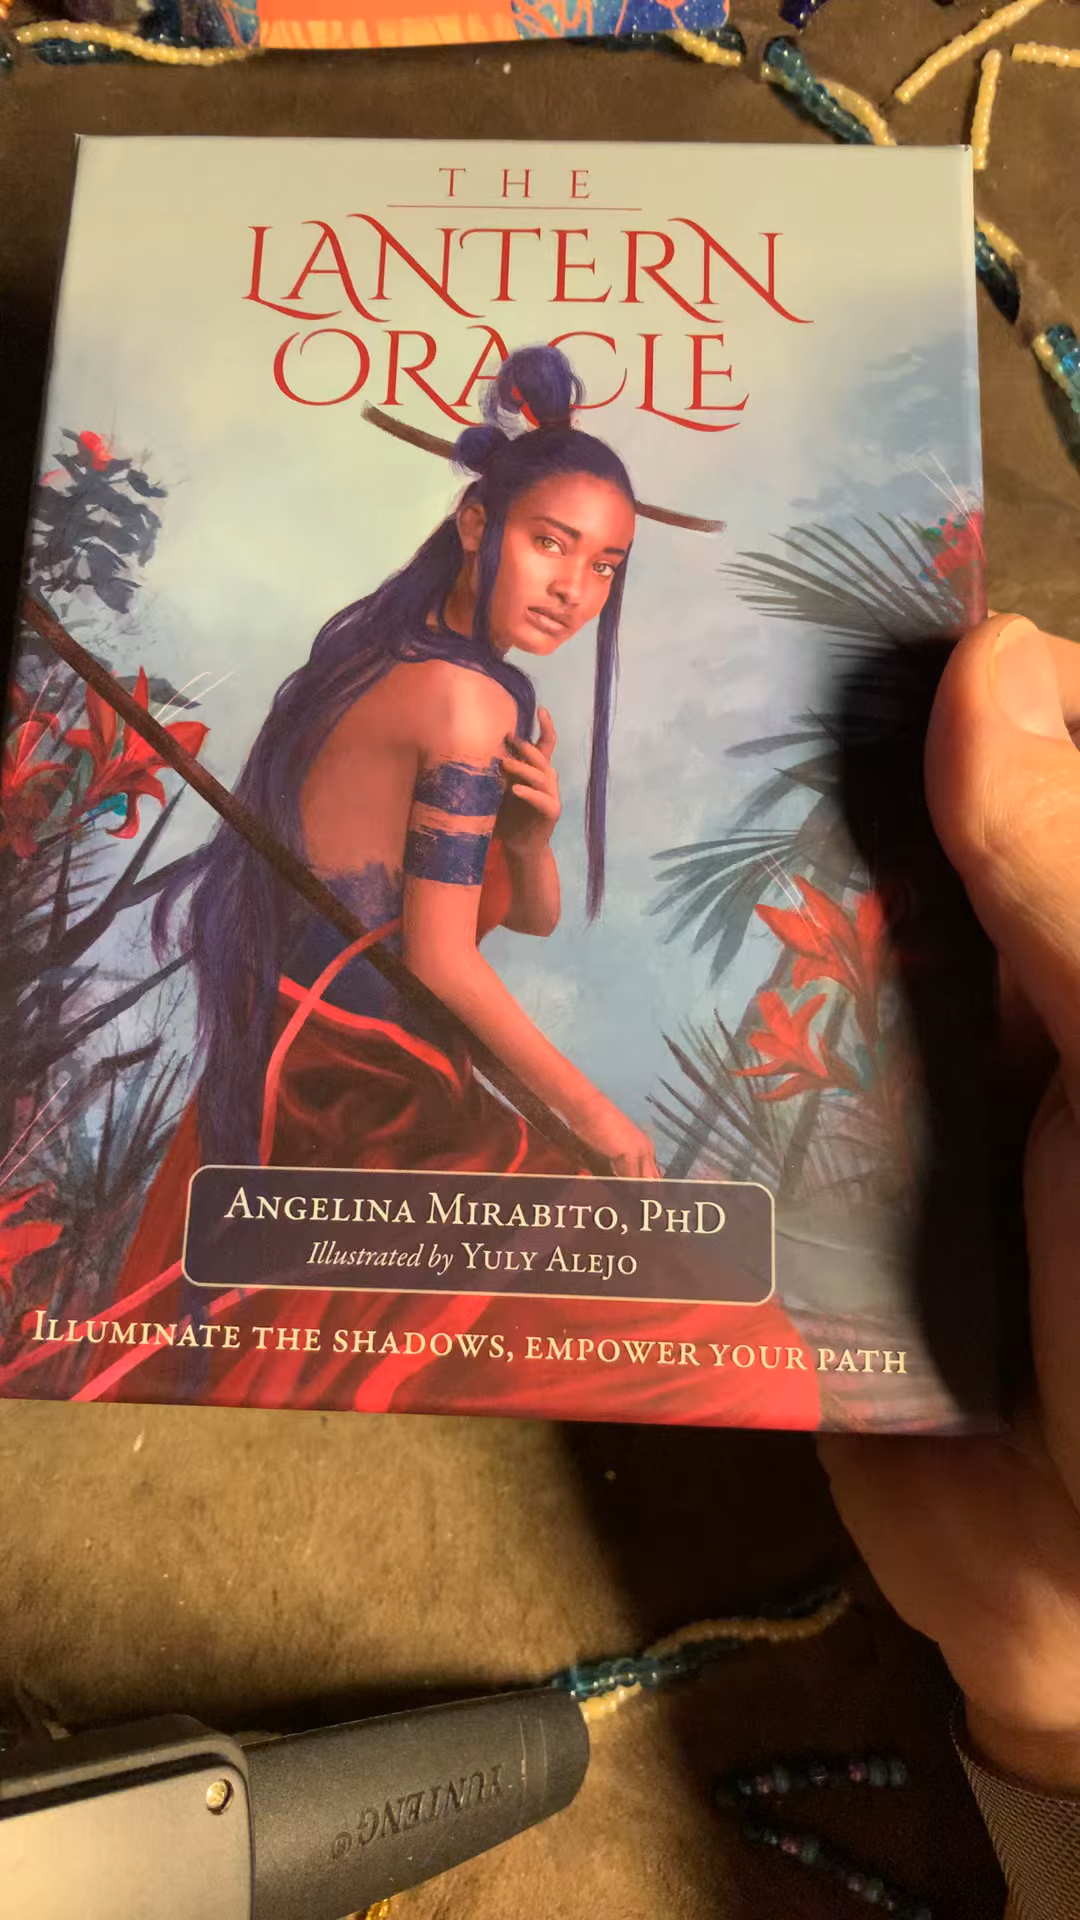 THE
LANTERN
ORACLE
ANGELINA MIRABITO, PHD
Illustrated by YULY ALEJO
ILLUMINATE THE SHADOWS, EMPOWER YOUR PATH
YUNTENG®